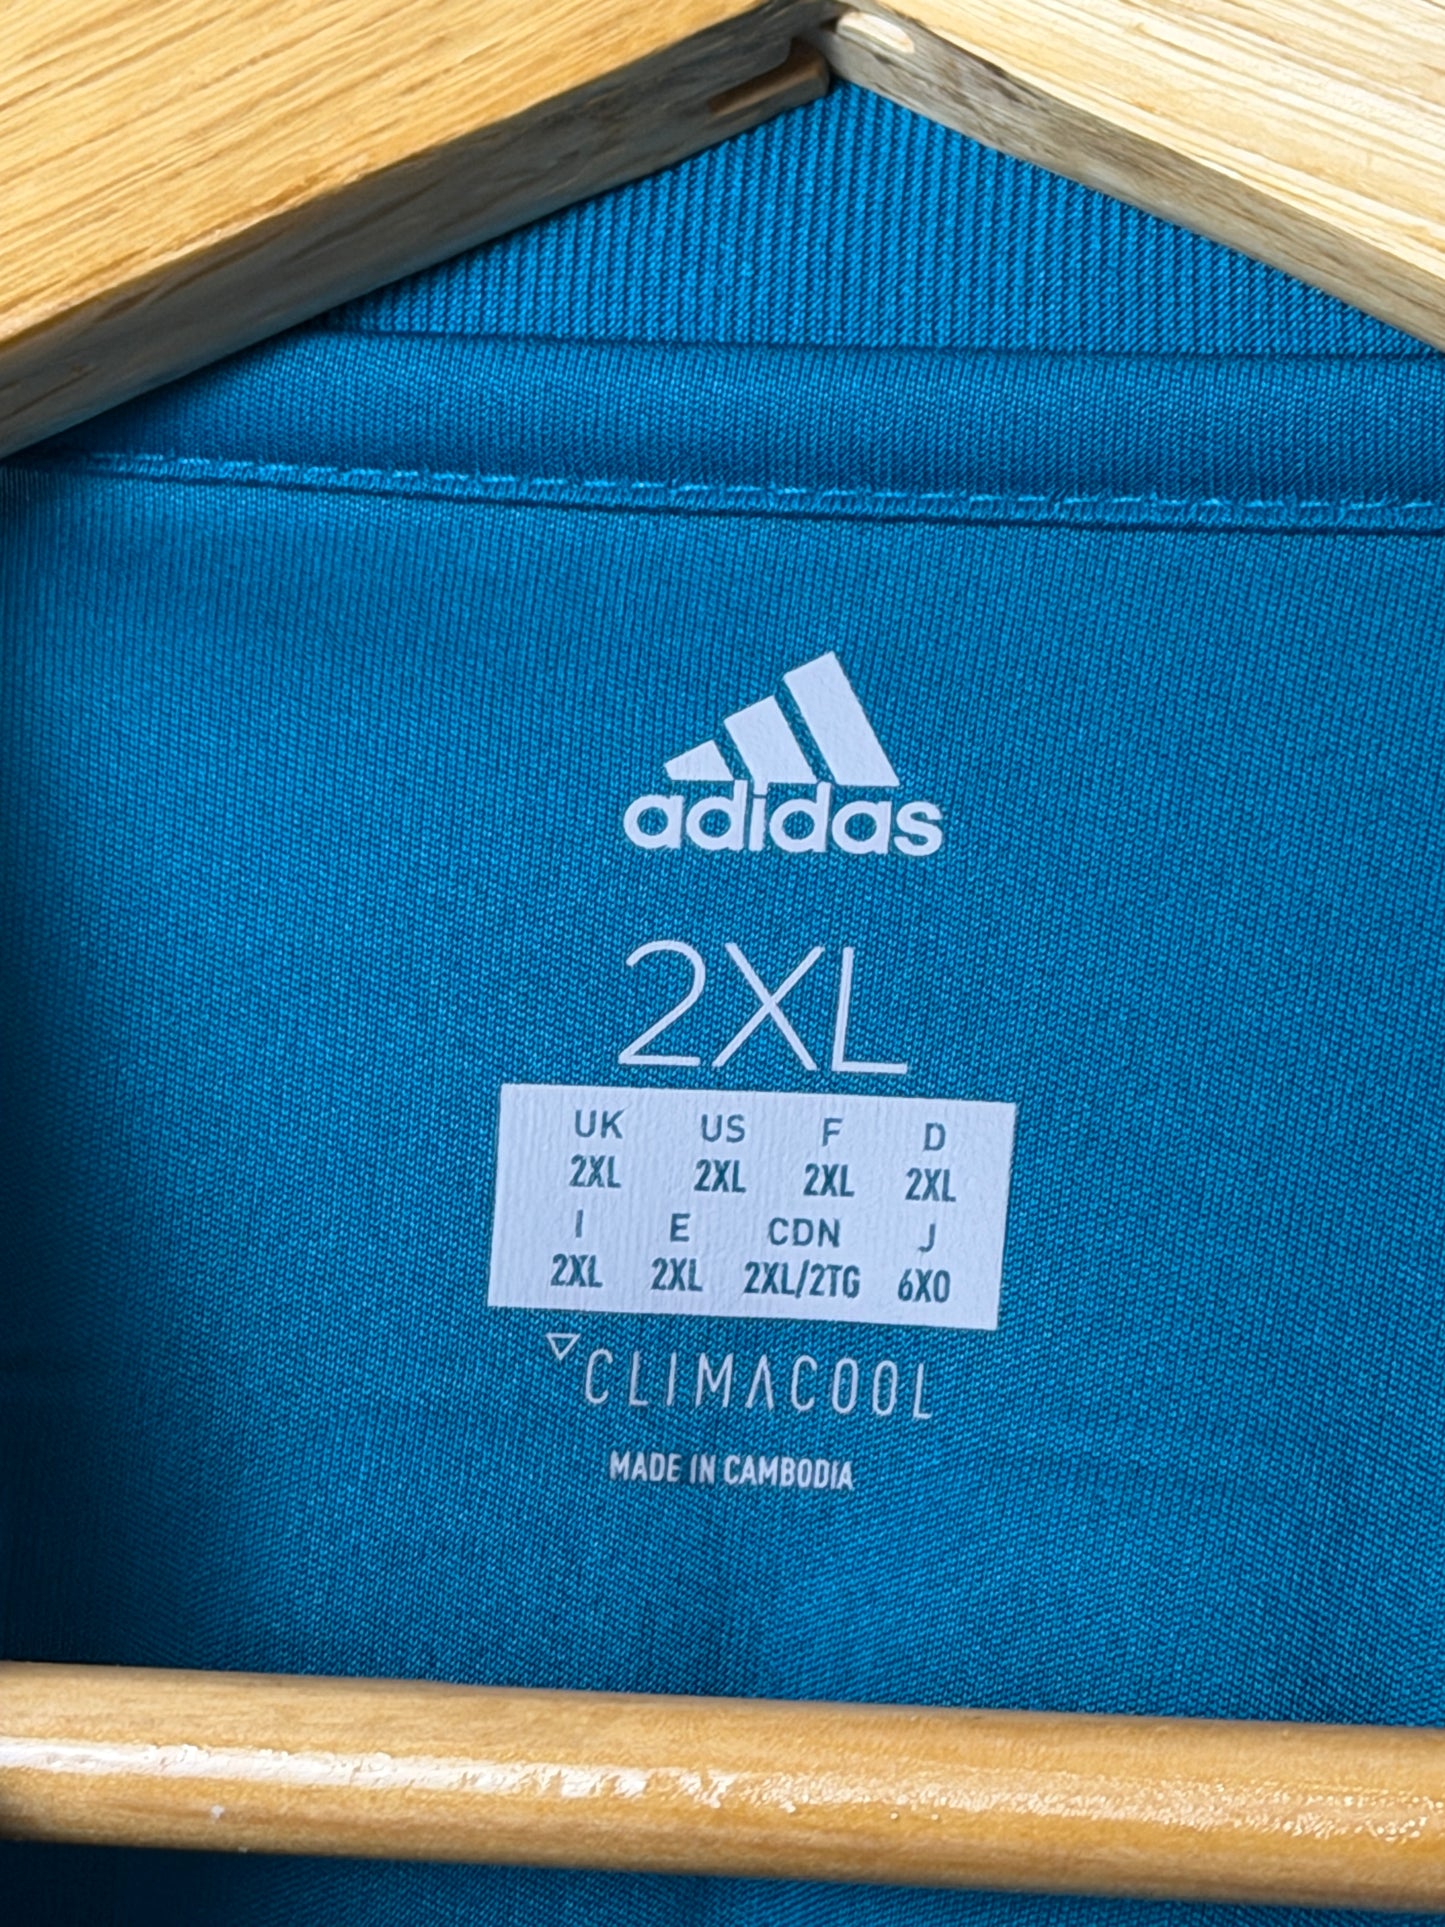 adidas
2XL
UK US F D
2XL 2XL 2XL 2XL
I E CDN J
2XL 2XL 2XL/2TG 6XO
CLIMACOOL
MADE IN CAMBODIA